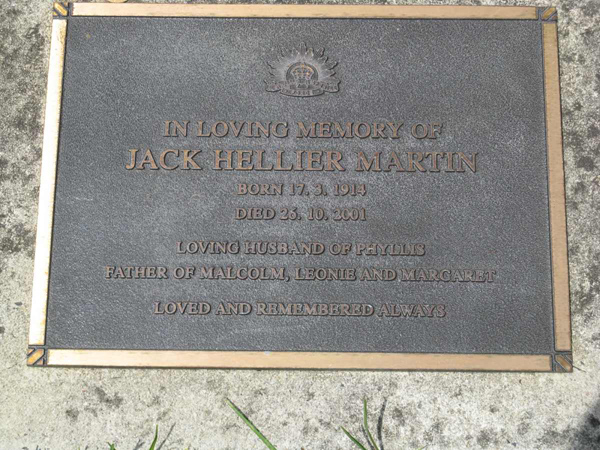 IN LOVING MEMORY OF
JACK HELLIER MARTIN
BORN 17. 3. 1914
DIED 26. 10. 2001
LOVING HUSBAND OF PHYLLIS
FATHER OF MALCOLM, LEONIE AND MARGARET
LOVED AND REMEMBERED ALWAYS